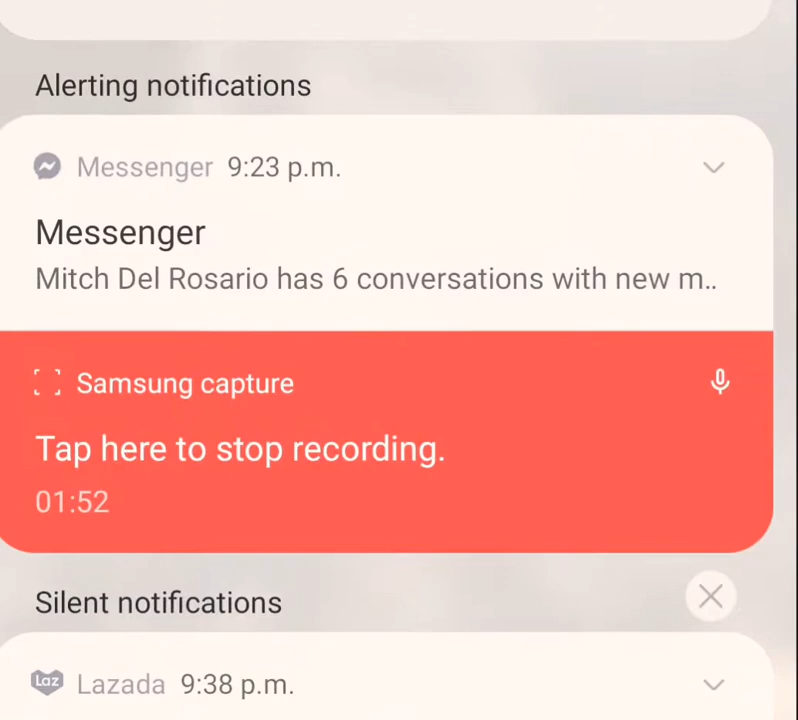 Alerting notifications
Messenger 9:23 p.m.
Messenger
Mitch Del Rosario has 6 conversations with new m..
Samsung capture
Tap here to stop recording.
01:52
Silent notifications
Laz Lazada 9:38 p.m.